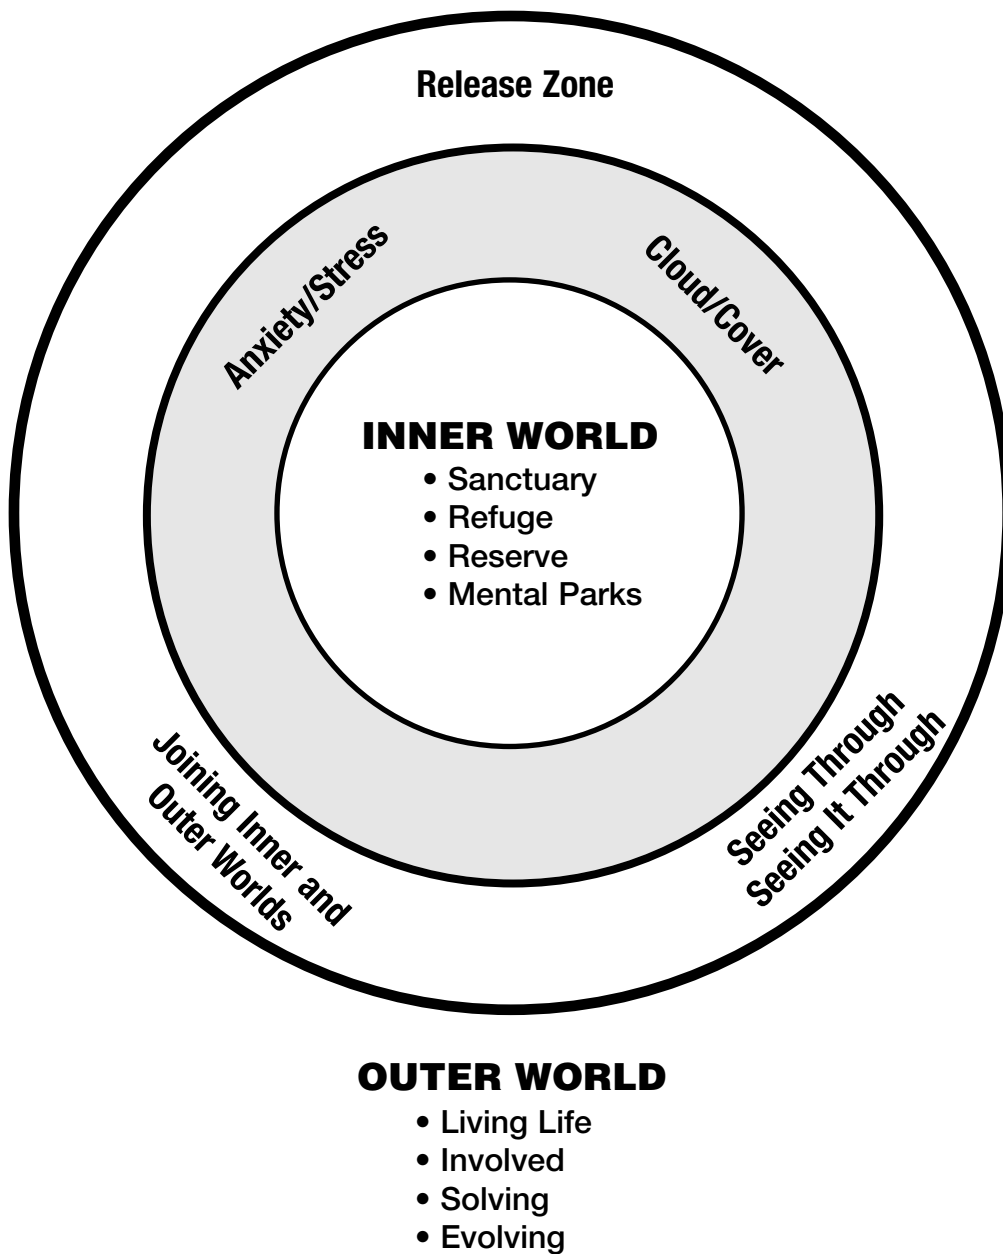 Release Zone
Anxiety/Stress
Cloud/Cover
INNER WORLD
• Sanctuary
• Refuge
• Reserve
• Mental Parks
Joining Inner and
Outer Worlds
Seeing Through
Seeing It Through
OUTER WORLD
• Living Life
• Involved
• Solving
• Evolving